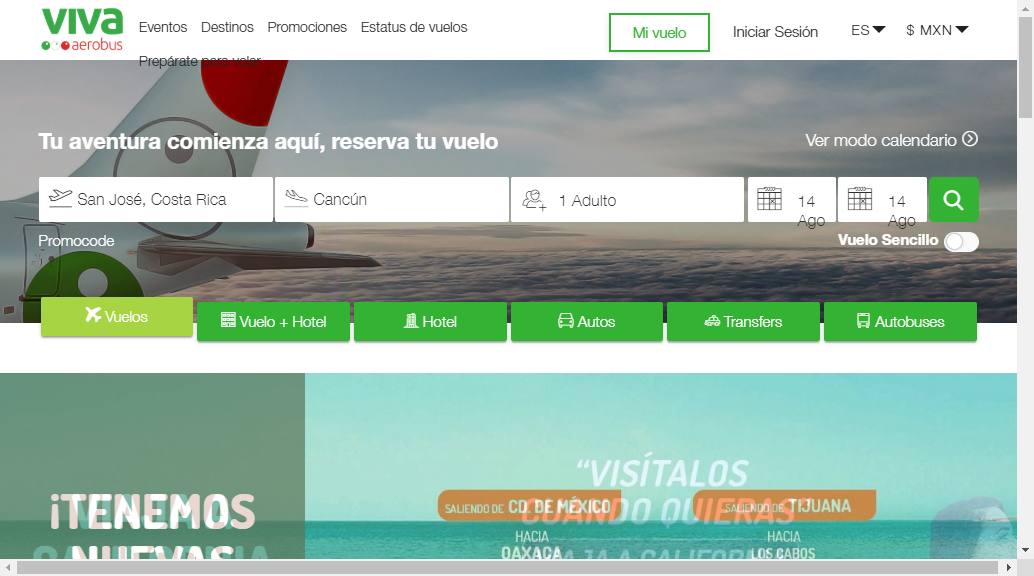 viva
aerobus
Eventos Destinos Promociones Estatus de vuelos
Prepárate para volar
Mi vuelo Iniciar Sesión ES $ MXN
Tu aventura comienza aquí, reserva tu vuelo
Ver modo calendario
San José, Costa Rica Cancún 1 Adulto 14 Ago 14 Ago
Promocode
Vuelo Sencillo
Vuelos Vuelo + Hotel Hotel Autos Transfers Autobuses
¡TENEMOS
NUEVAS
“VISÍTALOS
CUANDO QUIERAS
SALIENDO DE CD. DE MÉXICO
SALIENDO DE TIJUANA
HACIA
OAXACA
HACIA
LOS CABOS